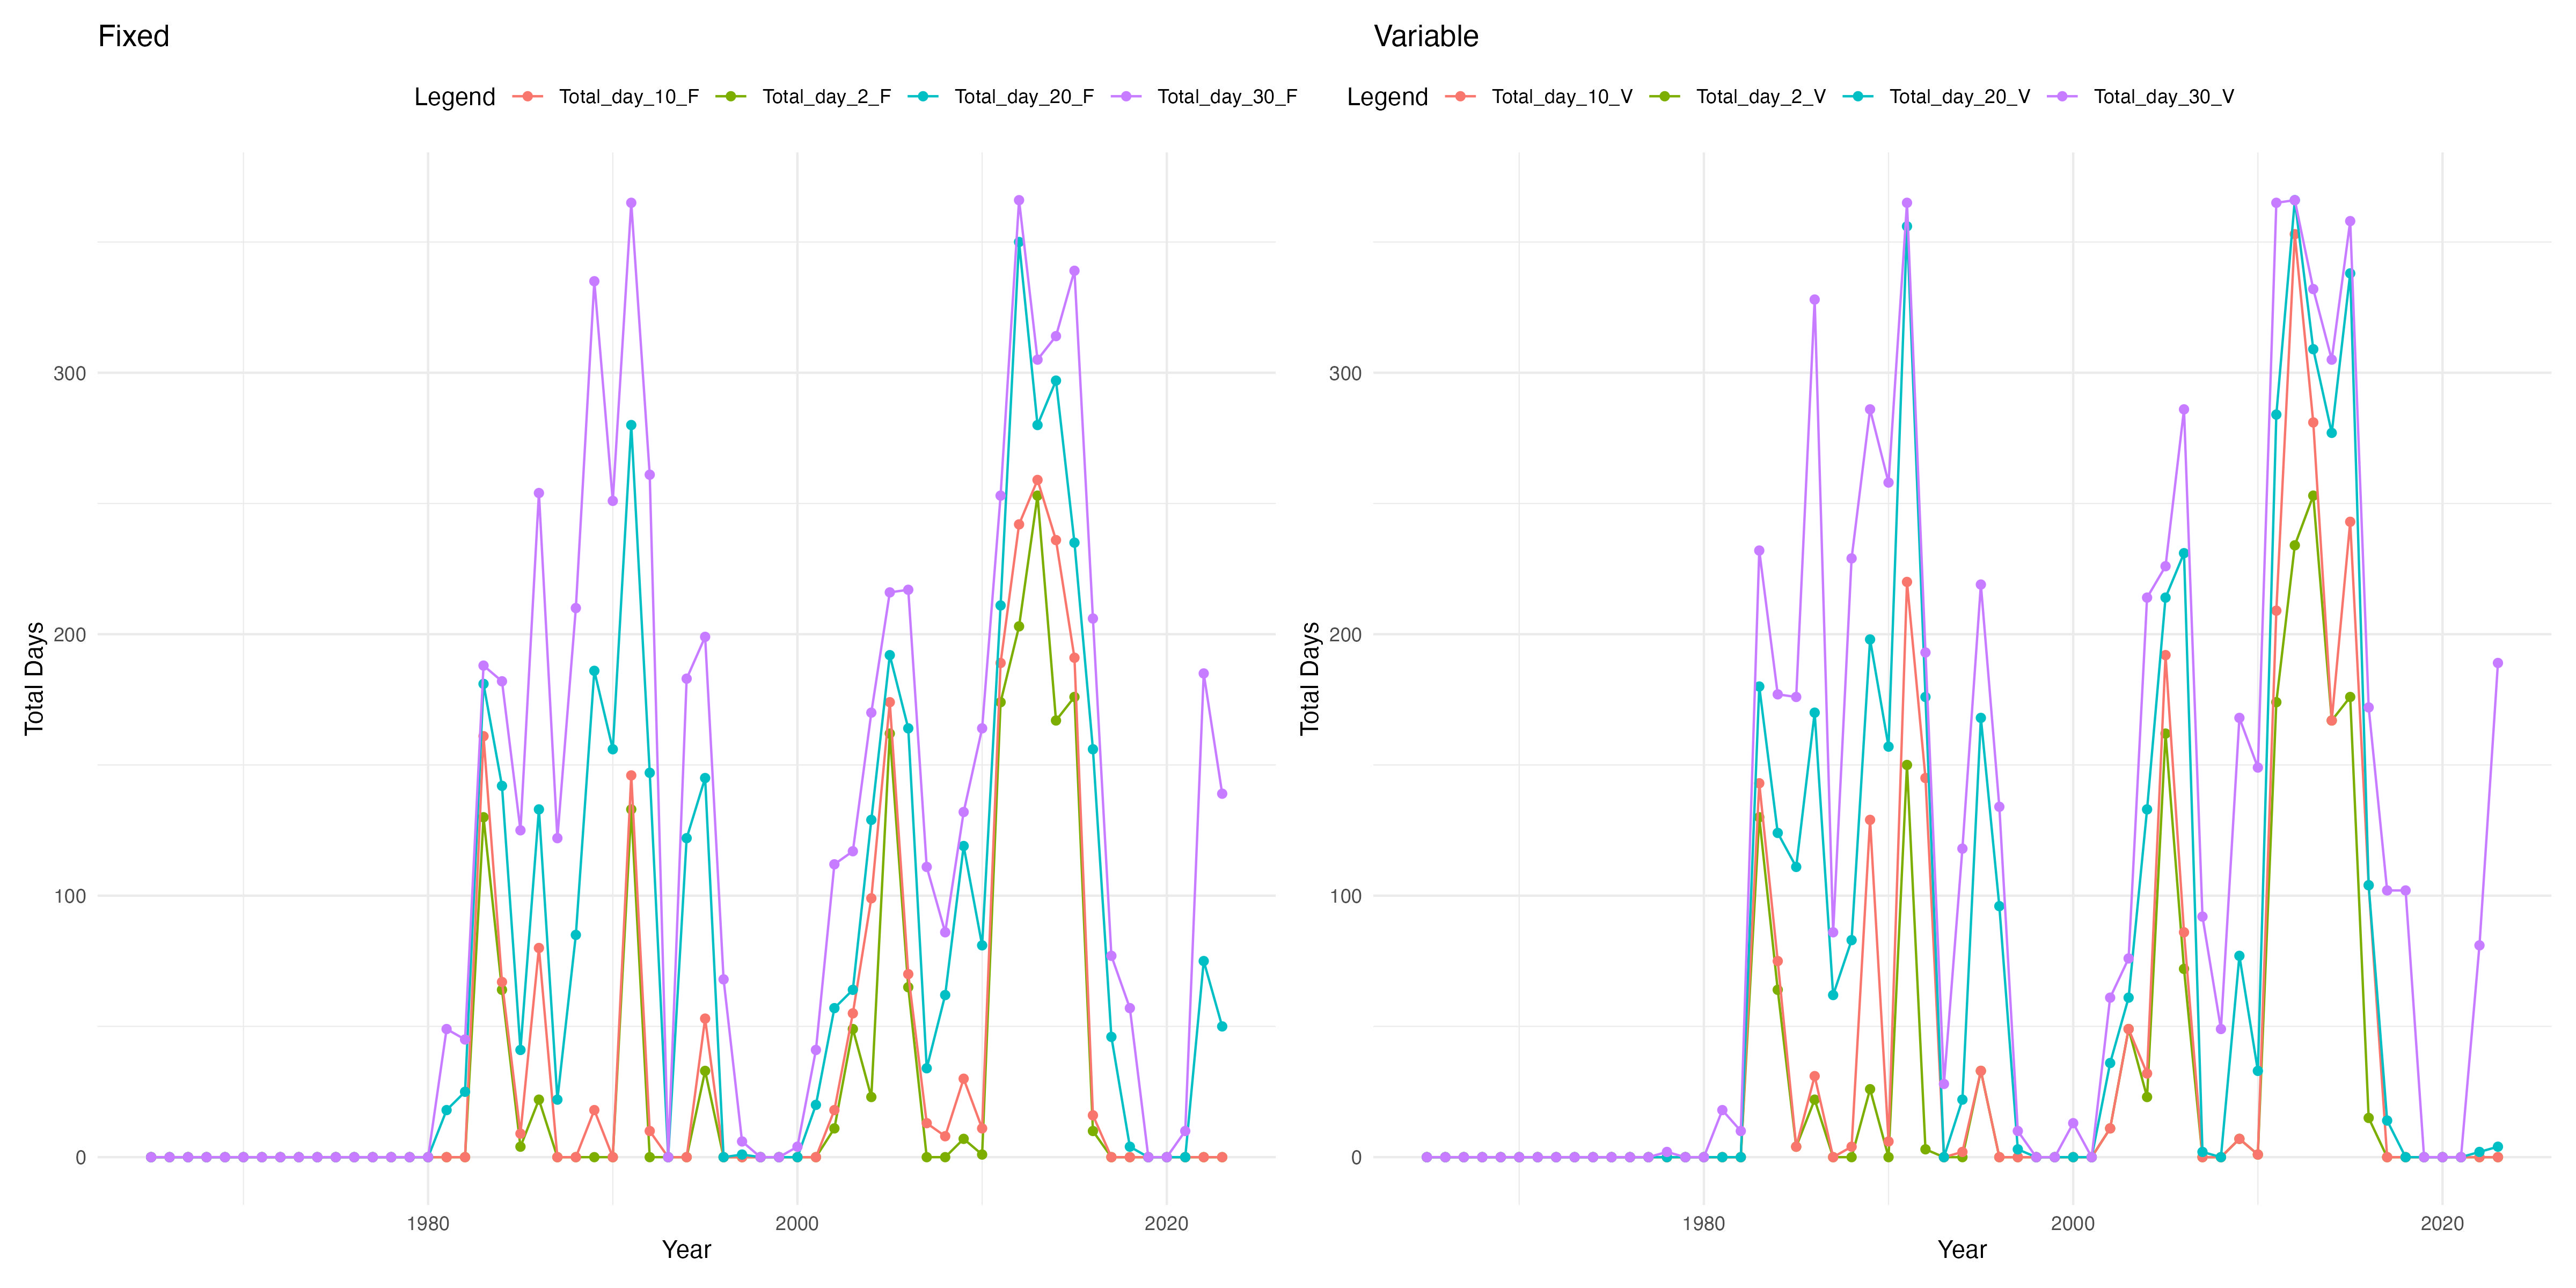 Fixed
Legend Total_day_10_F Total_day_2_F Total_day_20_F Total_day_30_F
Total Days
300
200
100
0
1980 2000 2020
Year
Variable
Legend Total_day_10_V Total_day_2_V Total_day_20_V Total_day_30_V
Total Days
300
200
100
0
1980 2000 2020
Year